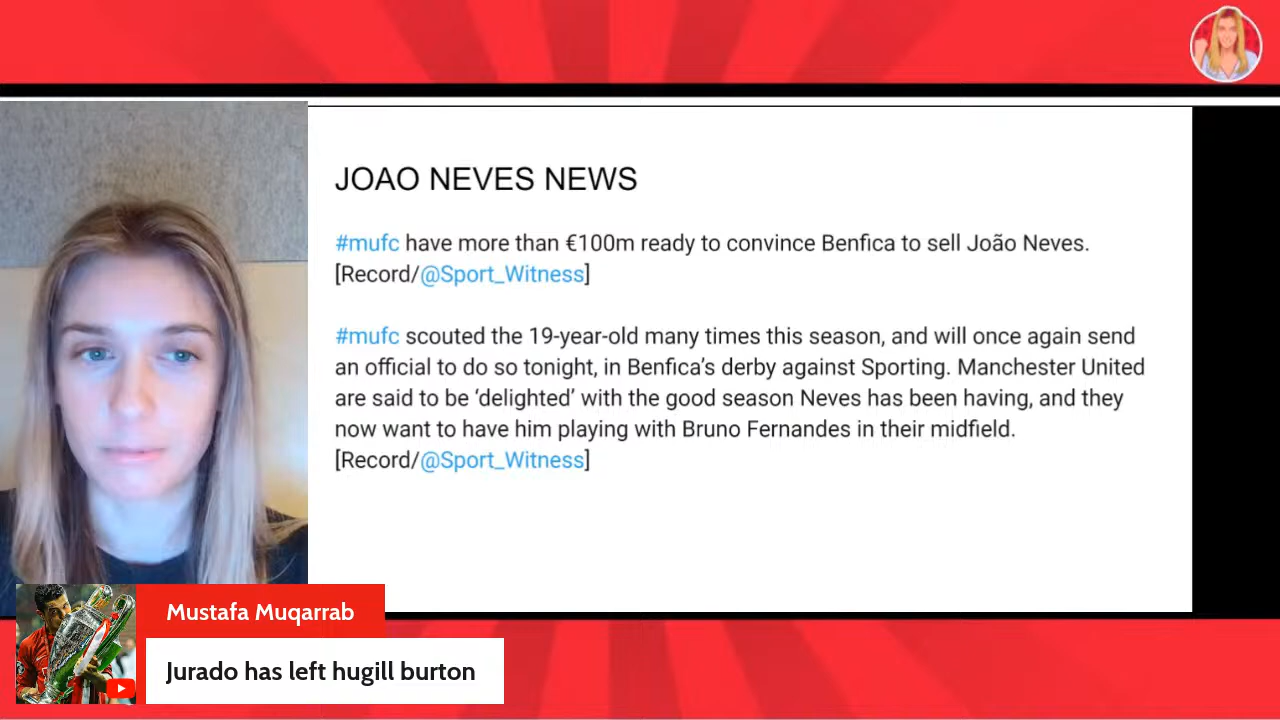 JOAO NEVES NEWS
#mufc have more than €100m ready to convince Benfica to sell João Neves.
[Record/@Sport_Witness]
#mufc scouted the 19-year-old many times this season, and will once again send
an official to do so tonight, in Benfica’s derby against Sporting. Manchester United
are said to be ‘delighted’ with the good season Neves has been having, and they
now want to have him playing with Bruno Fernandes in their midfield.
[Record/@Sport_Witness]
Mustafa Muqarrab
Jurado has left hugill burton